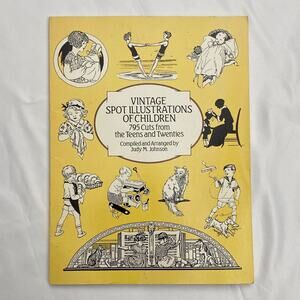 VINTAGE
SPOT ILLUSTRATIONS
OF CHILDREN
795 Cuts from
the Teens and Twenties
Compiled and Arranged by
Judy M. Johnson